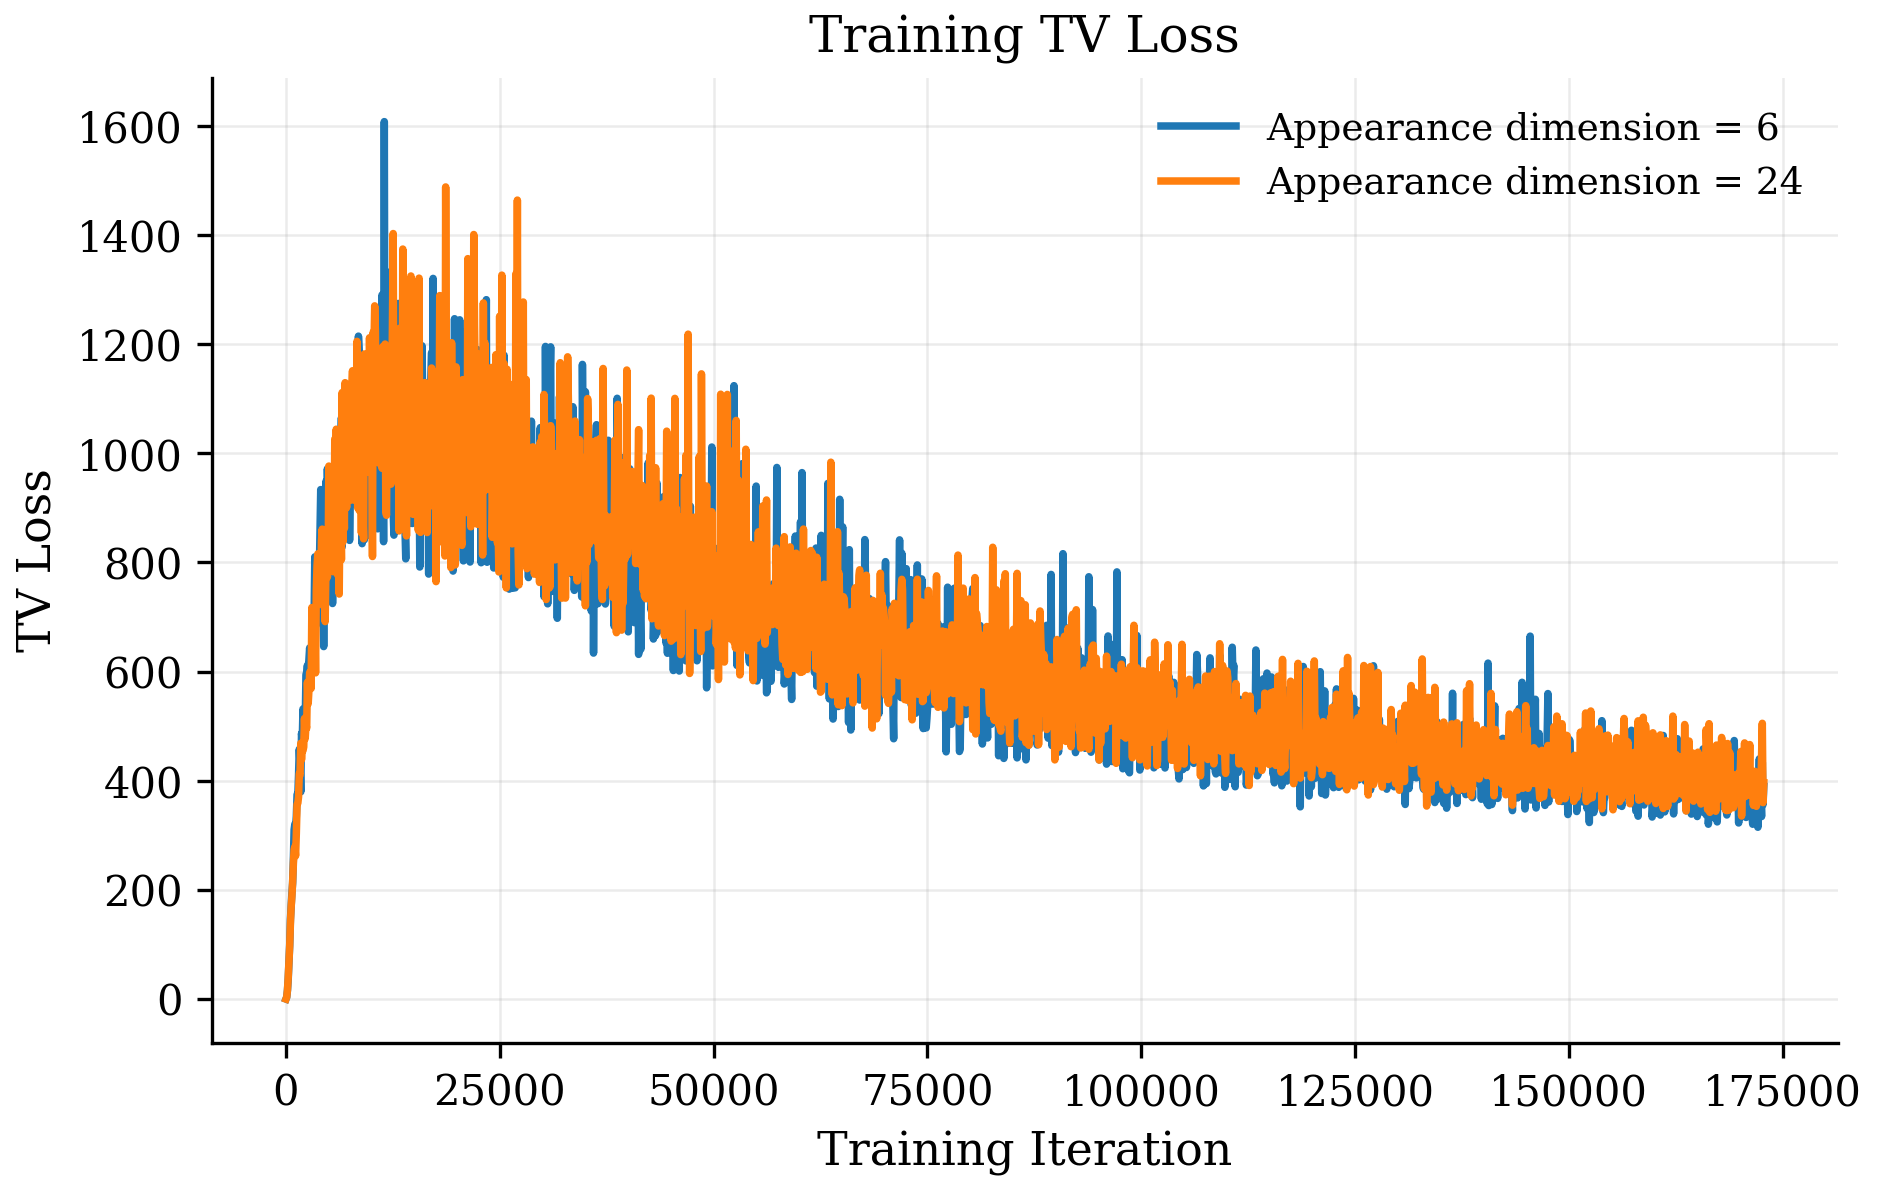 Training TV Loss
Appearance dimension = 6
Appearance dimension = 24
TV Loss
1600
1400
1200
1000
800
600
400
200
0
0 25000 50000 75000 100000 125000 150000 175000
Training Iteration